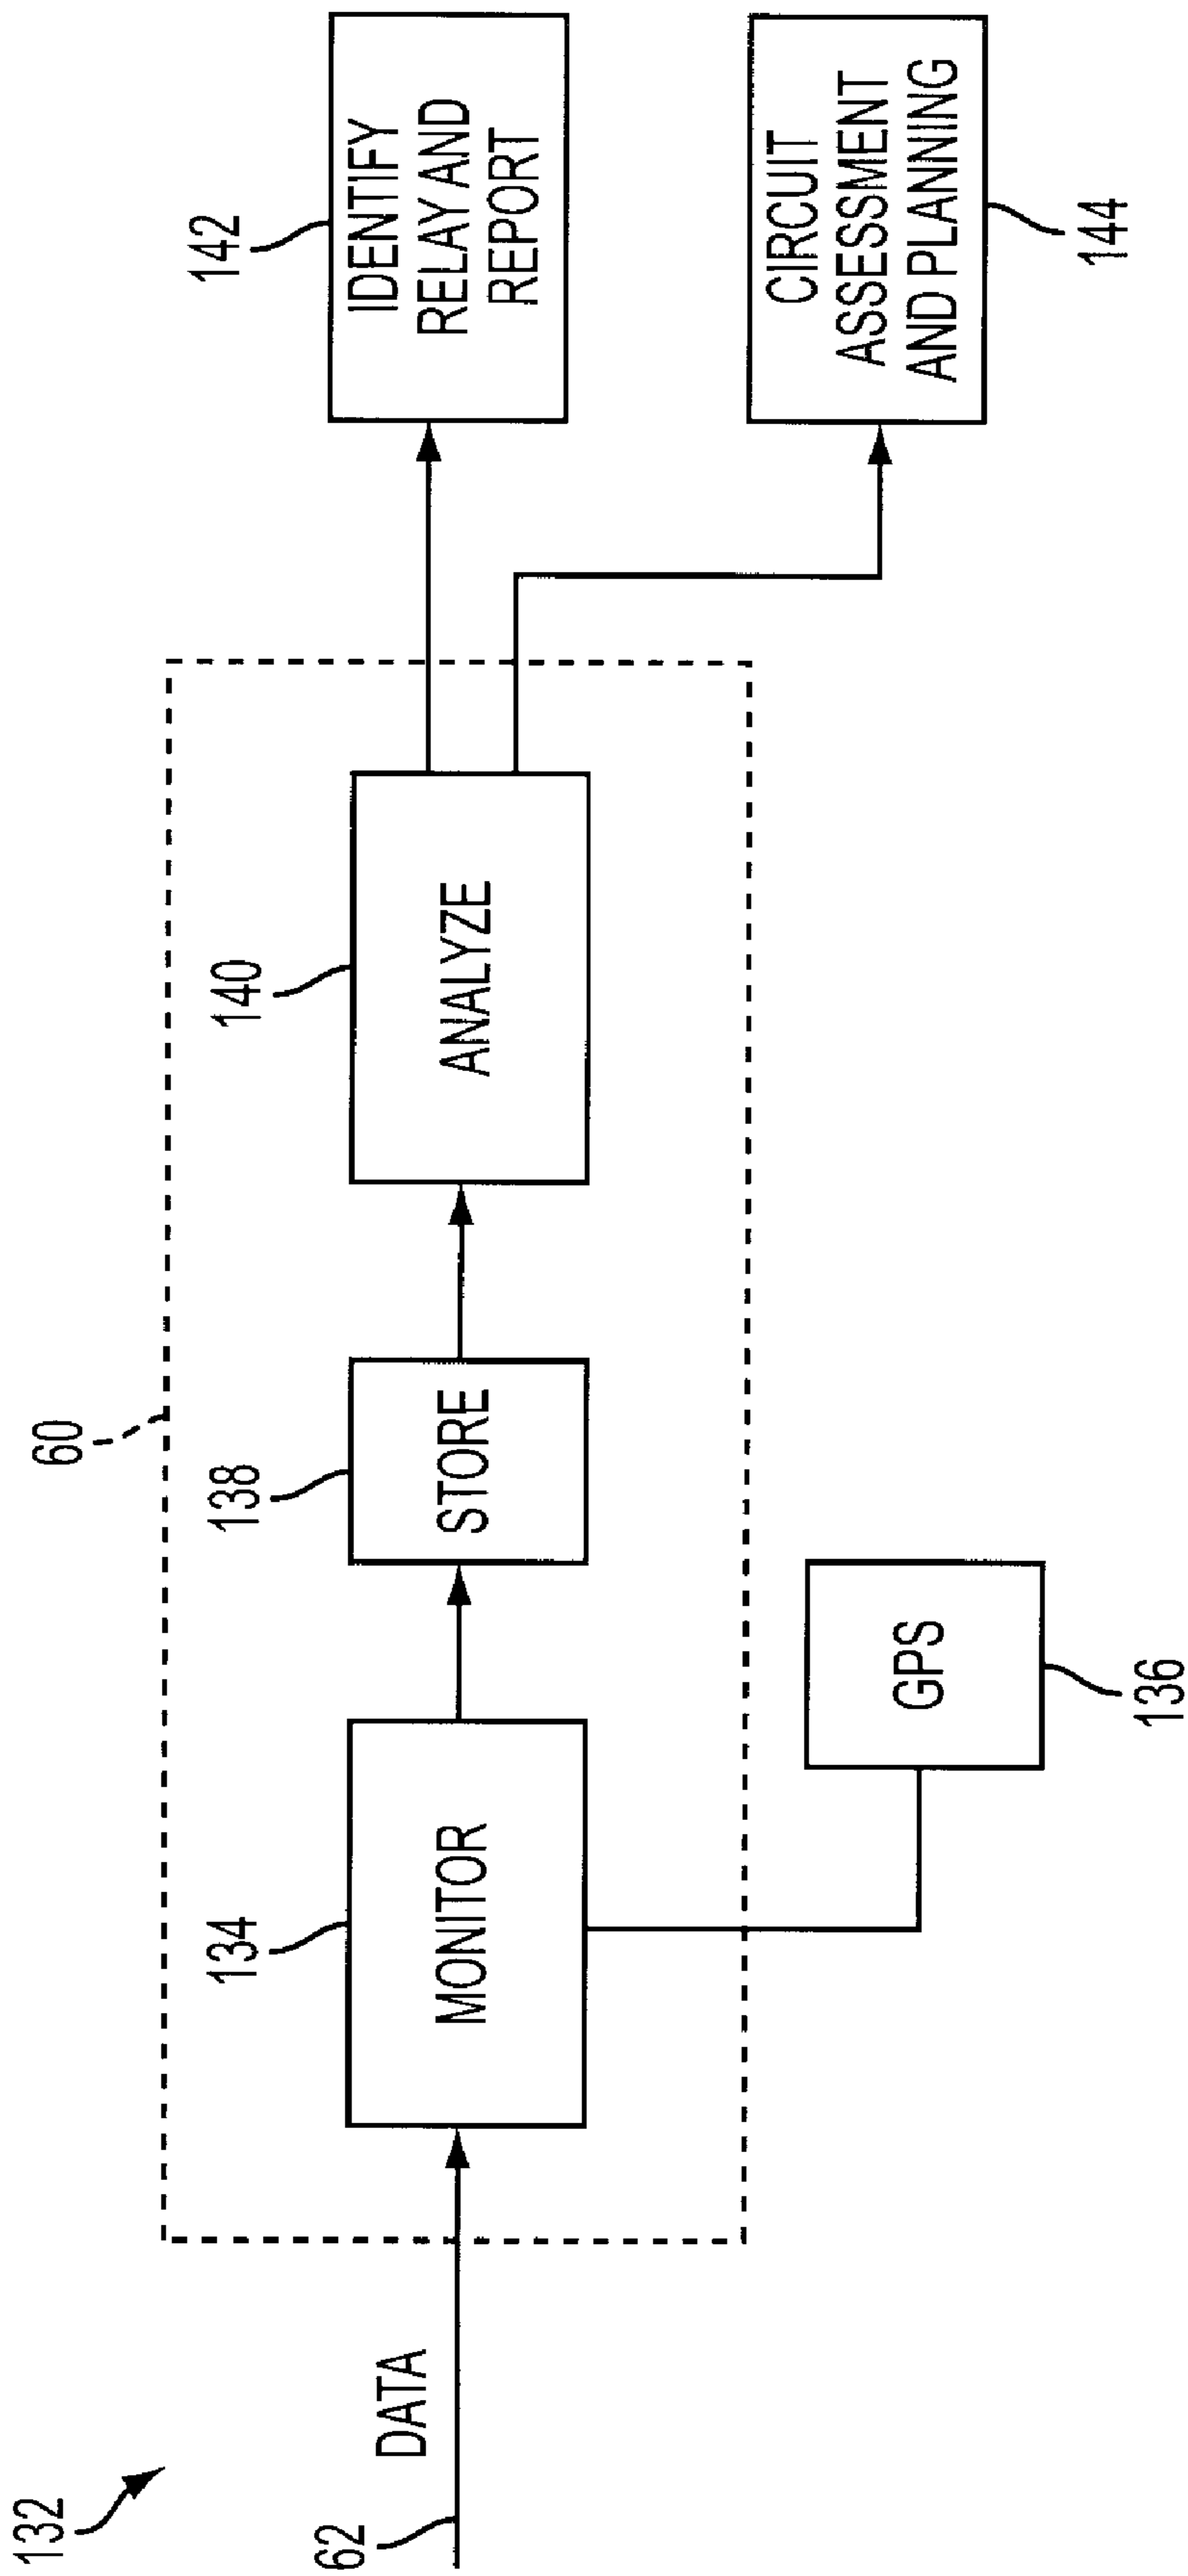 132
62
DATA
60
134
MONITOR
138
STORE
140
ANALYZE
GPS
136
142
IDENTIFY
RELAY AND
REPORT
CIRCUIT
ASSESSMENT
AND PLANNING
144